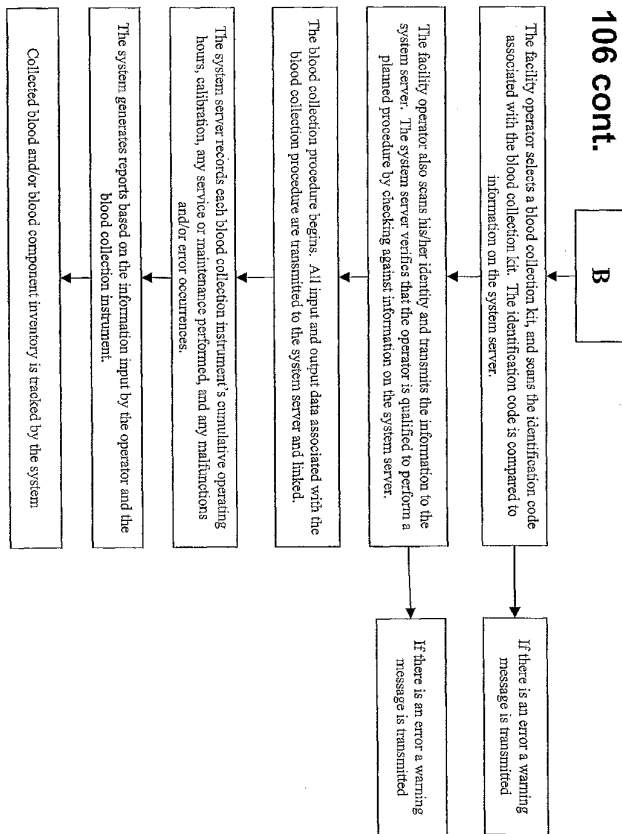 106 cont.
B
The facility operator selects a blood collection kit, and scans the identification code
associated with the blood collection kit. The identification code is compared to
information on the system server.
If there is an error a warning
message is transmitted
The facility operator also scans his/her identity and transmits the information to the
system server. The system server verifies that the operator is qualified to perform a
planned procedure by checking against information on the system server.
If there is an error a warning
message is transmitted
The blood collection procedure begins. All input and output data associated with the
blood collection procedure are transmitted to the system server and linked.
The system server records each blood collection instrument's cumulative operating
hours, calibration, any service or maintenance performed, and any malfunctions
and/or error occurrences.
The system generates reports based on the information input by the operator and the
blood collection instrument.
Collected blood and/or blood component inventory is tracked by the system